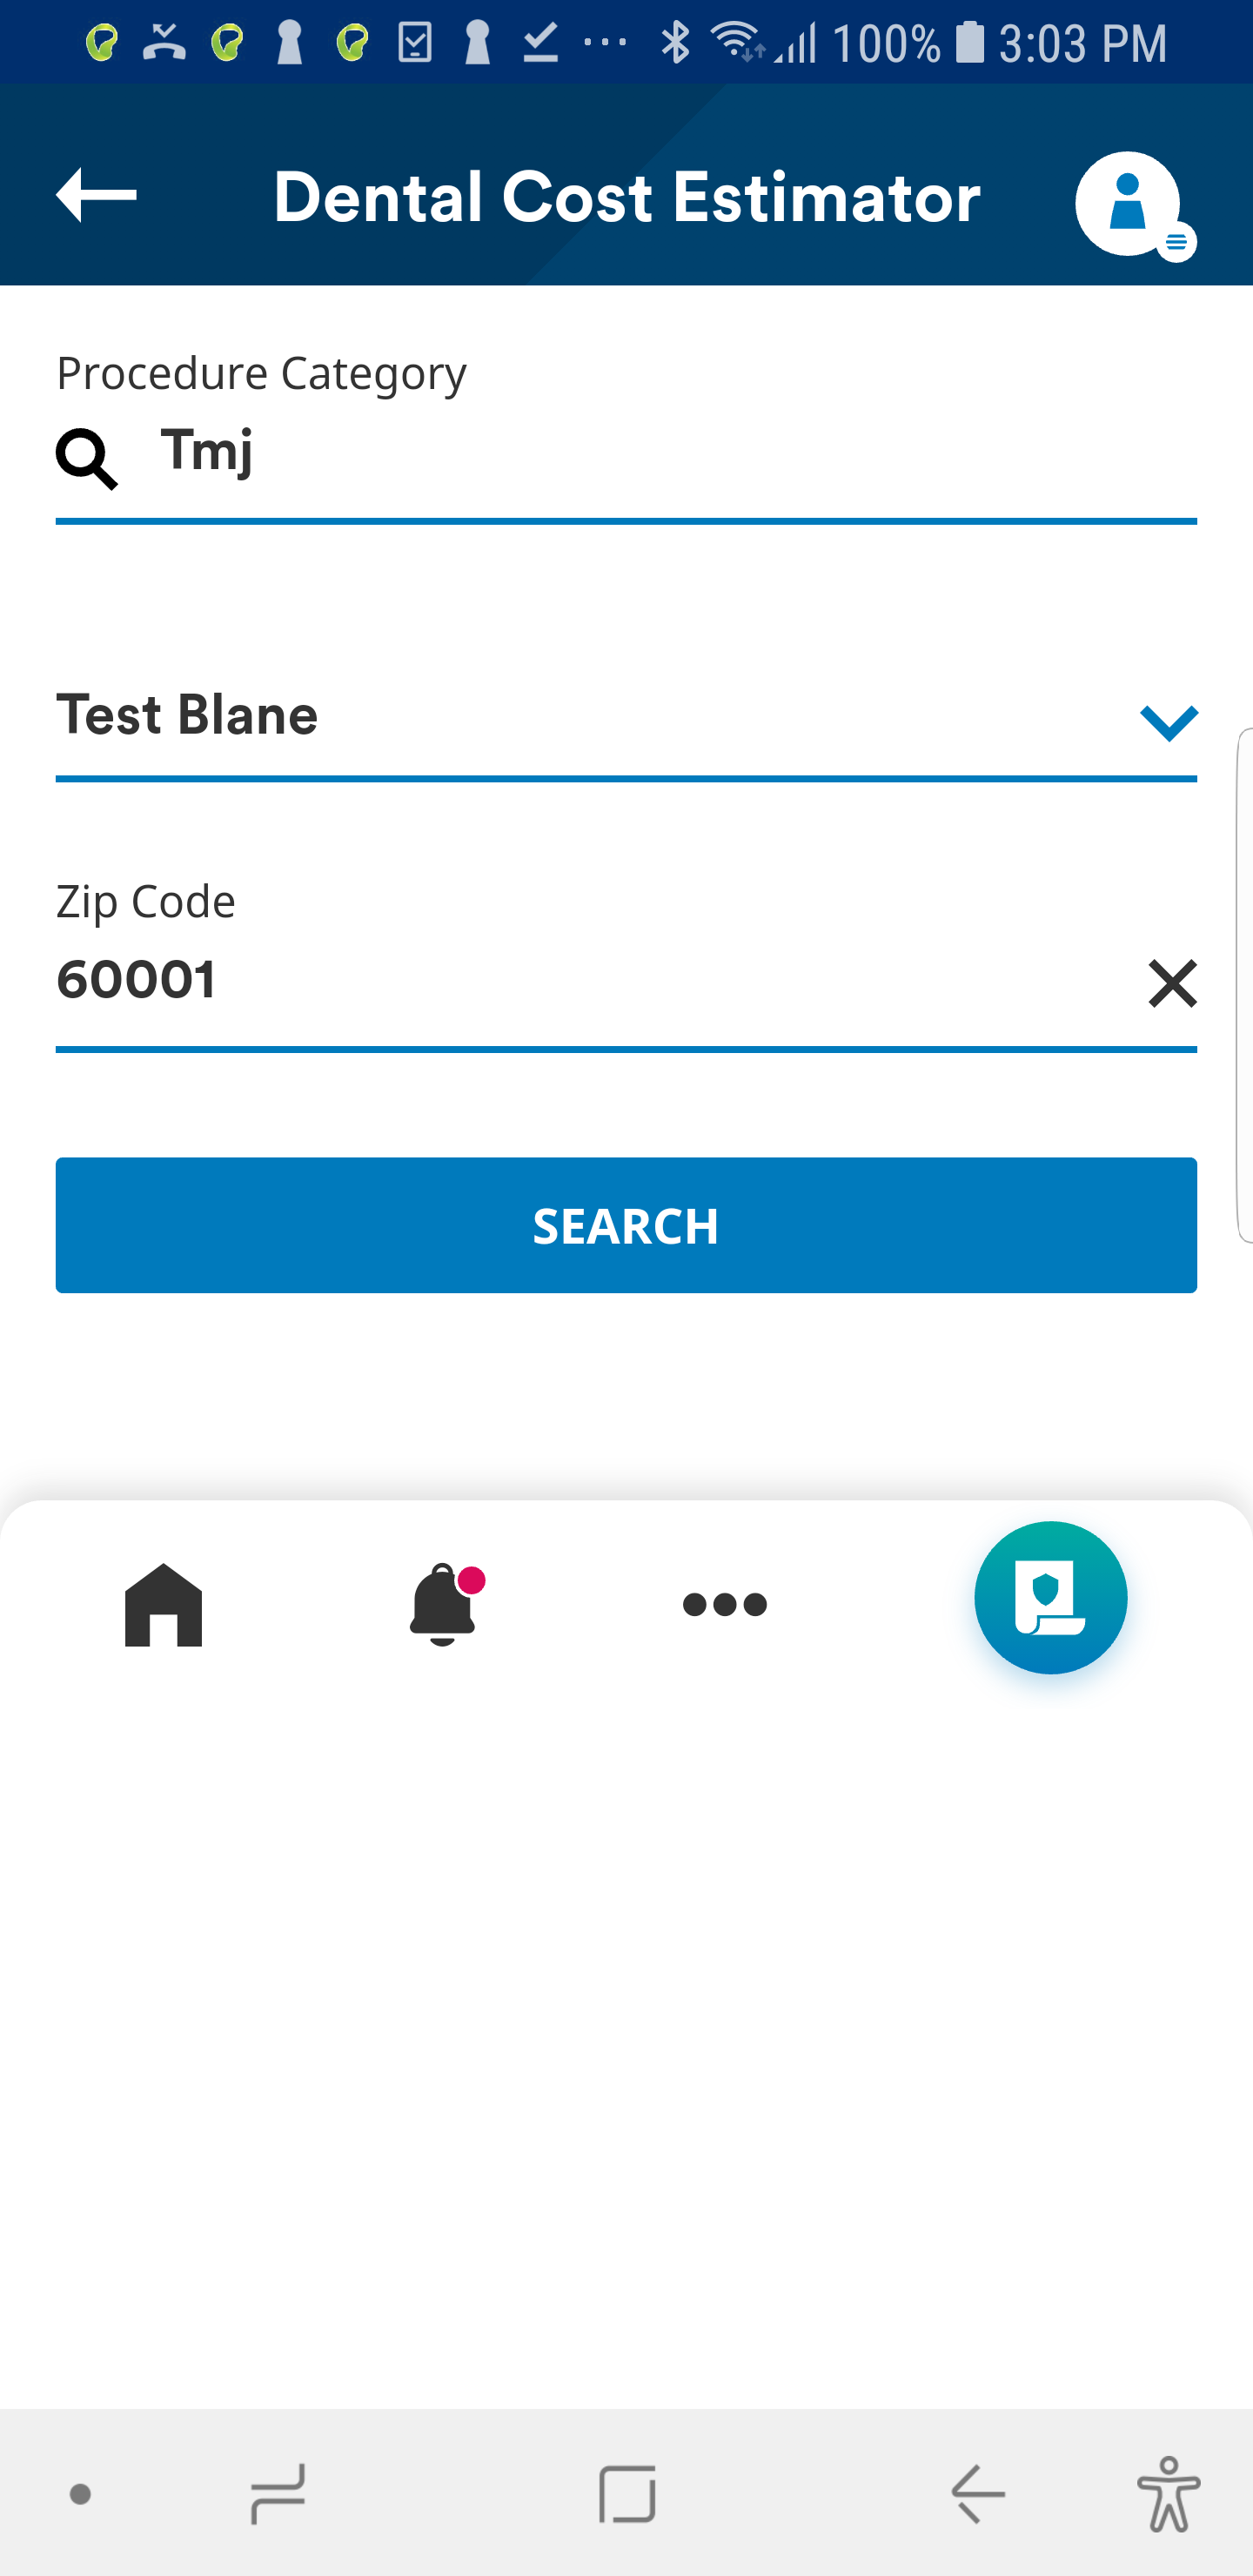 100% 3:03 PM
Dental Cost Estimator
Procedure Category
Tmj
Test Blane
Zip Code
60001
SEARCH